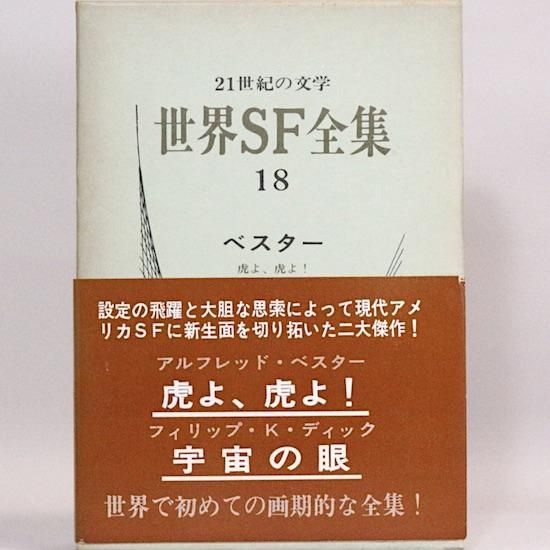 21世紀の文学
世界SF全集
18
ベスター
虎よ、虎よ！
設定の飛躍と大胆な思索によって現代アメ
リカSFに新生面を切り拓いた二大傑作！
アルフレッド・ベスター
虎よ、虎よ！
フィリップ・K・ディック
宇宙の眼
世界で初めての画期的な全集！